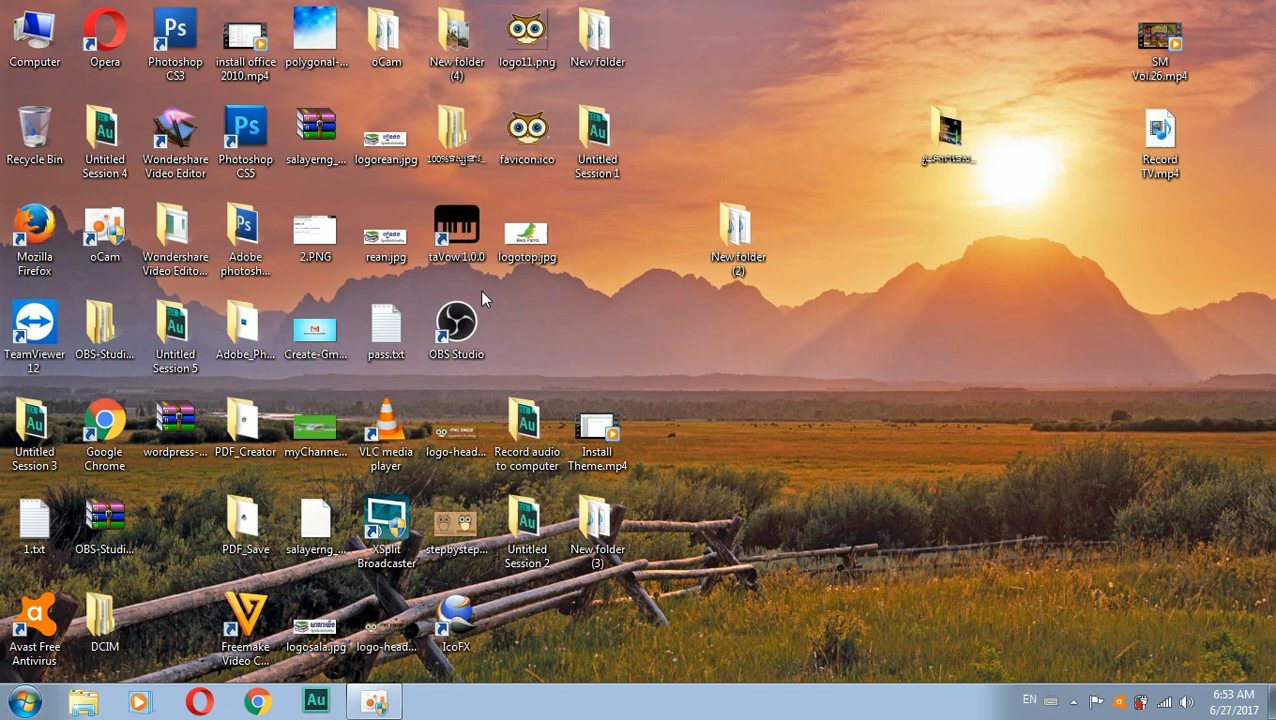 Computer
Opera
Photoshop
CS3
install office
2010.mp4
polygonal-...
oCam
New folder
(4)
logo11.png
New folder
SM
Vol.26.mp4
Recycle Bin
Untitled
Session 4
Wondershare
Video Editor
Photoshop
CS5
salayerng_...
logorean.jpg
favicon.ico
Untitled
Session 1
Record
TV.mp4
Mozilla
Firefox
oCam
Wondershare
Video Edito...
Adobe
photosh...
2.PNG
rean.jpg
taVow 1.0.0
logotop.jpg
New folder
(2)
TeamViewer
12
OBS-Studi...
Untitled
Session 5
Adobe_Ph...
Create-Gm...
pass.txt
OBS Studio
Untitled
Session 3
Google
Chrome
wordpress-...
PDF_Creator
myChanne...
VLC media
player
logo-head...
Record audio
to computer
Install
Theme.mp4
1.txt
OBS-Studi...
PDF_Save
salayerng_...
XSplit
Broadcaster
stepbystep...
Untitled
Session 2
New folder
(3)
Avast Free
Antivirus
DCIM
Freemake
Video C...
logosala.jpg
logo-head...
IcoFX
EN
6:53 AM
6/27/2017